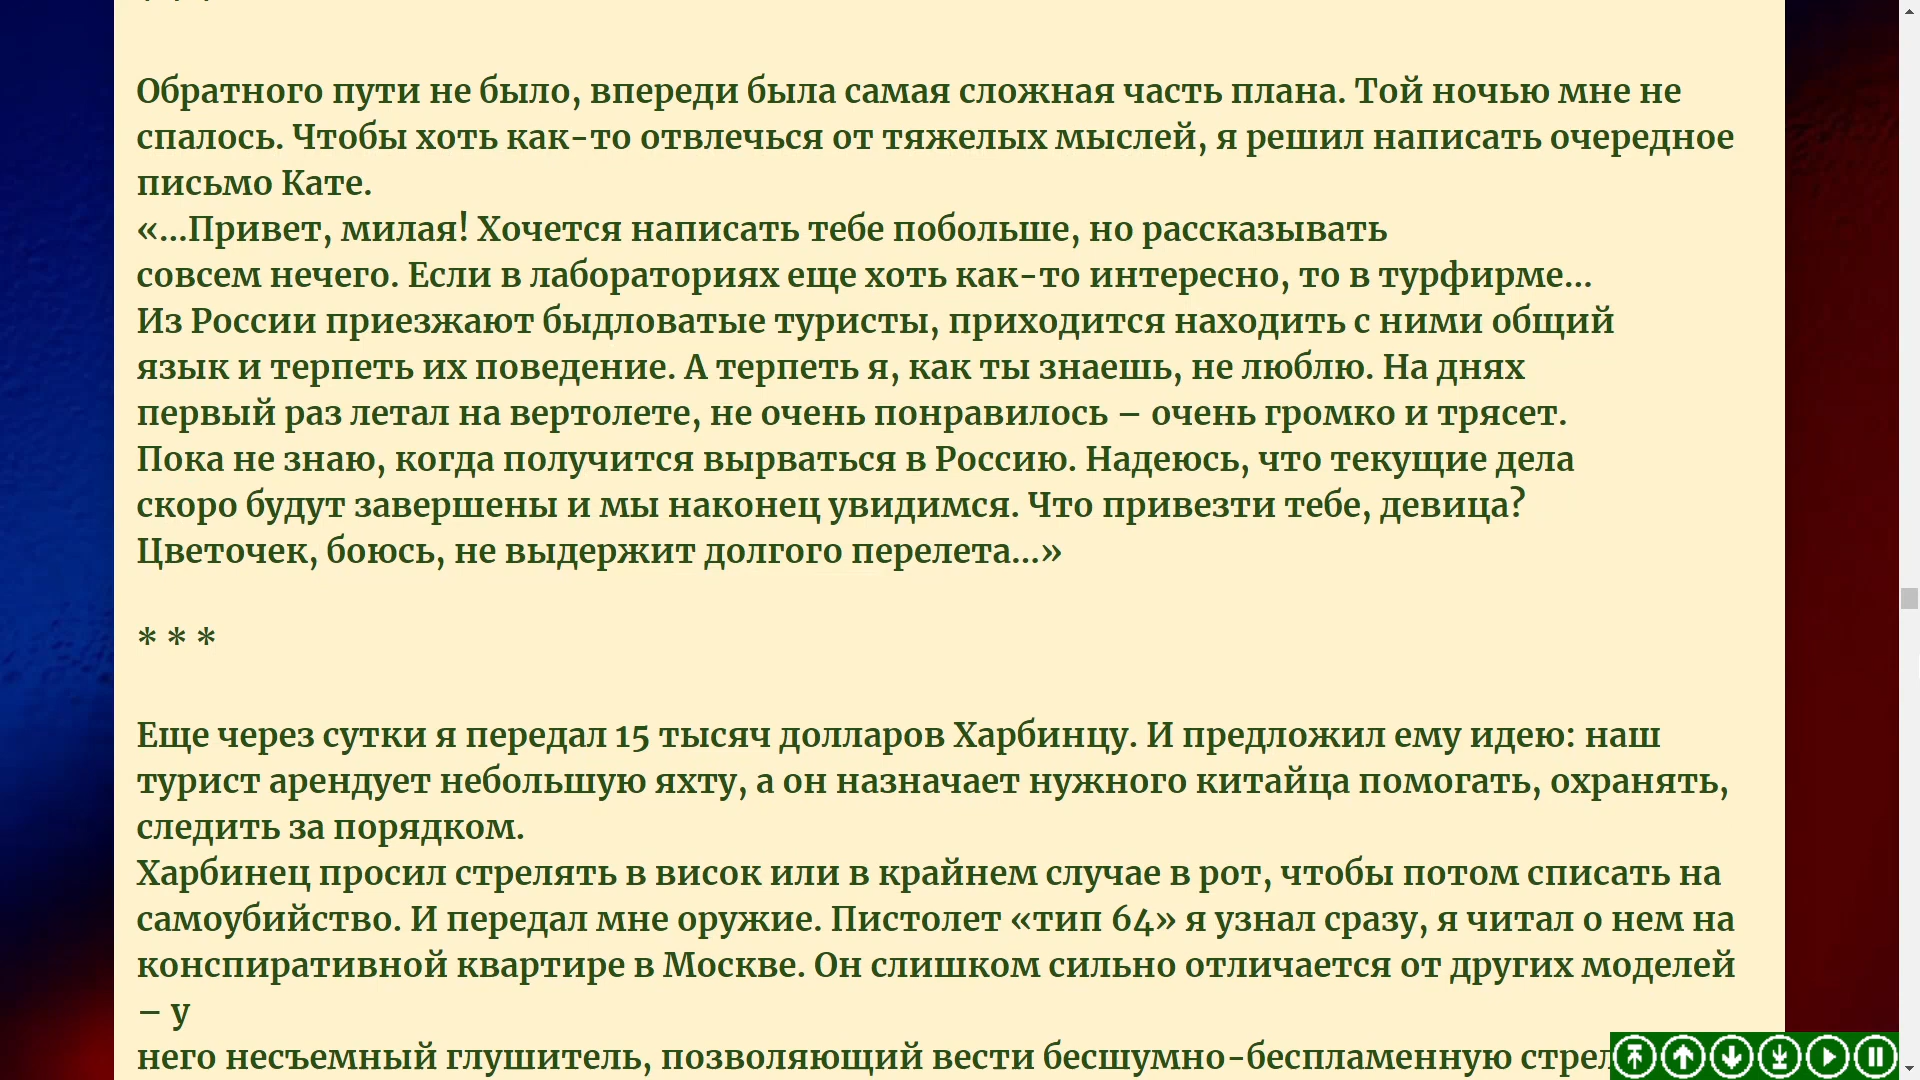 Обратного пути не было, впереди была самая сложная часть плана. Той ночью мне не
спалось. Чтобы хоть как-то отвлечься от тяжелых мыслей, я решил написать очередное
письмо Кате.
«...Привет, милая! Хочется написать тебе побольше, но рассказывать
совсем нечего. Если в лабораториях еще хоть как-то интересно, то в турфирме...
Из России приезжают быдловатые туристы, приходится находить с ними общий
язык и терпеть их поведение. А терпеть я, как ты знаешь, не люблю. На днях
первый раз летал на вертолете, не очень понравилось – очень громко и трясет.
Пока не знаю, когда получится вырваться в Россию. Надеюсь, что текущие дела
скоро будут завершены и мы наконец увидимся. Что привезти тебе, девица?
Цветочек, боюсь, не выдержит долгого перелета...»
* * *
Еще через сутки я передал 15 тысяч долларов Харбинцу. И предложил ему идею: наш
турист арендует небольшую яхту, а он назначает нужного китайца помогать, охранять,
следить за порядком.
Харбинец просил стрелять в висок или в крайнем случае в рот, чтобы потом списать на
самоубийство. И передал мне оружие. Пистолет «тип 64» я узнал сразу, я читал о нем на
конспиративной квартире в Москве. Он слишком сильно отличается от других моделей
– у
него несъемный глушитель, позволяющий вести бесшумно-беспламенную